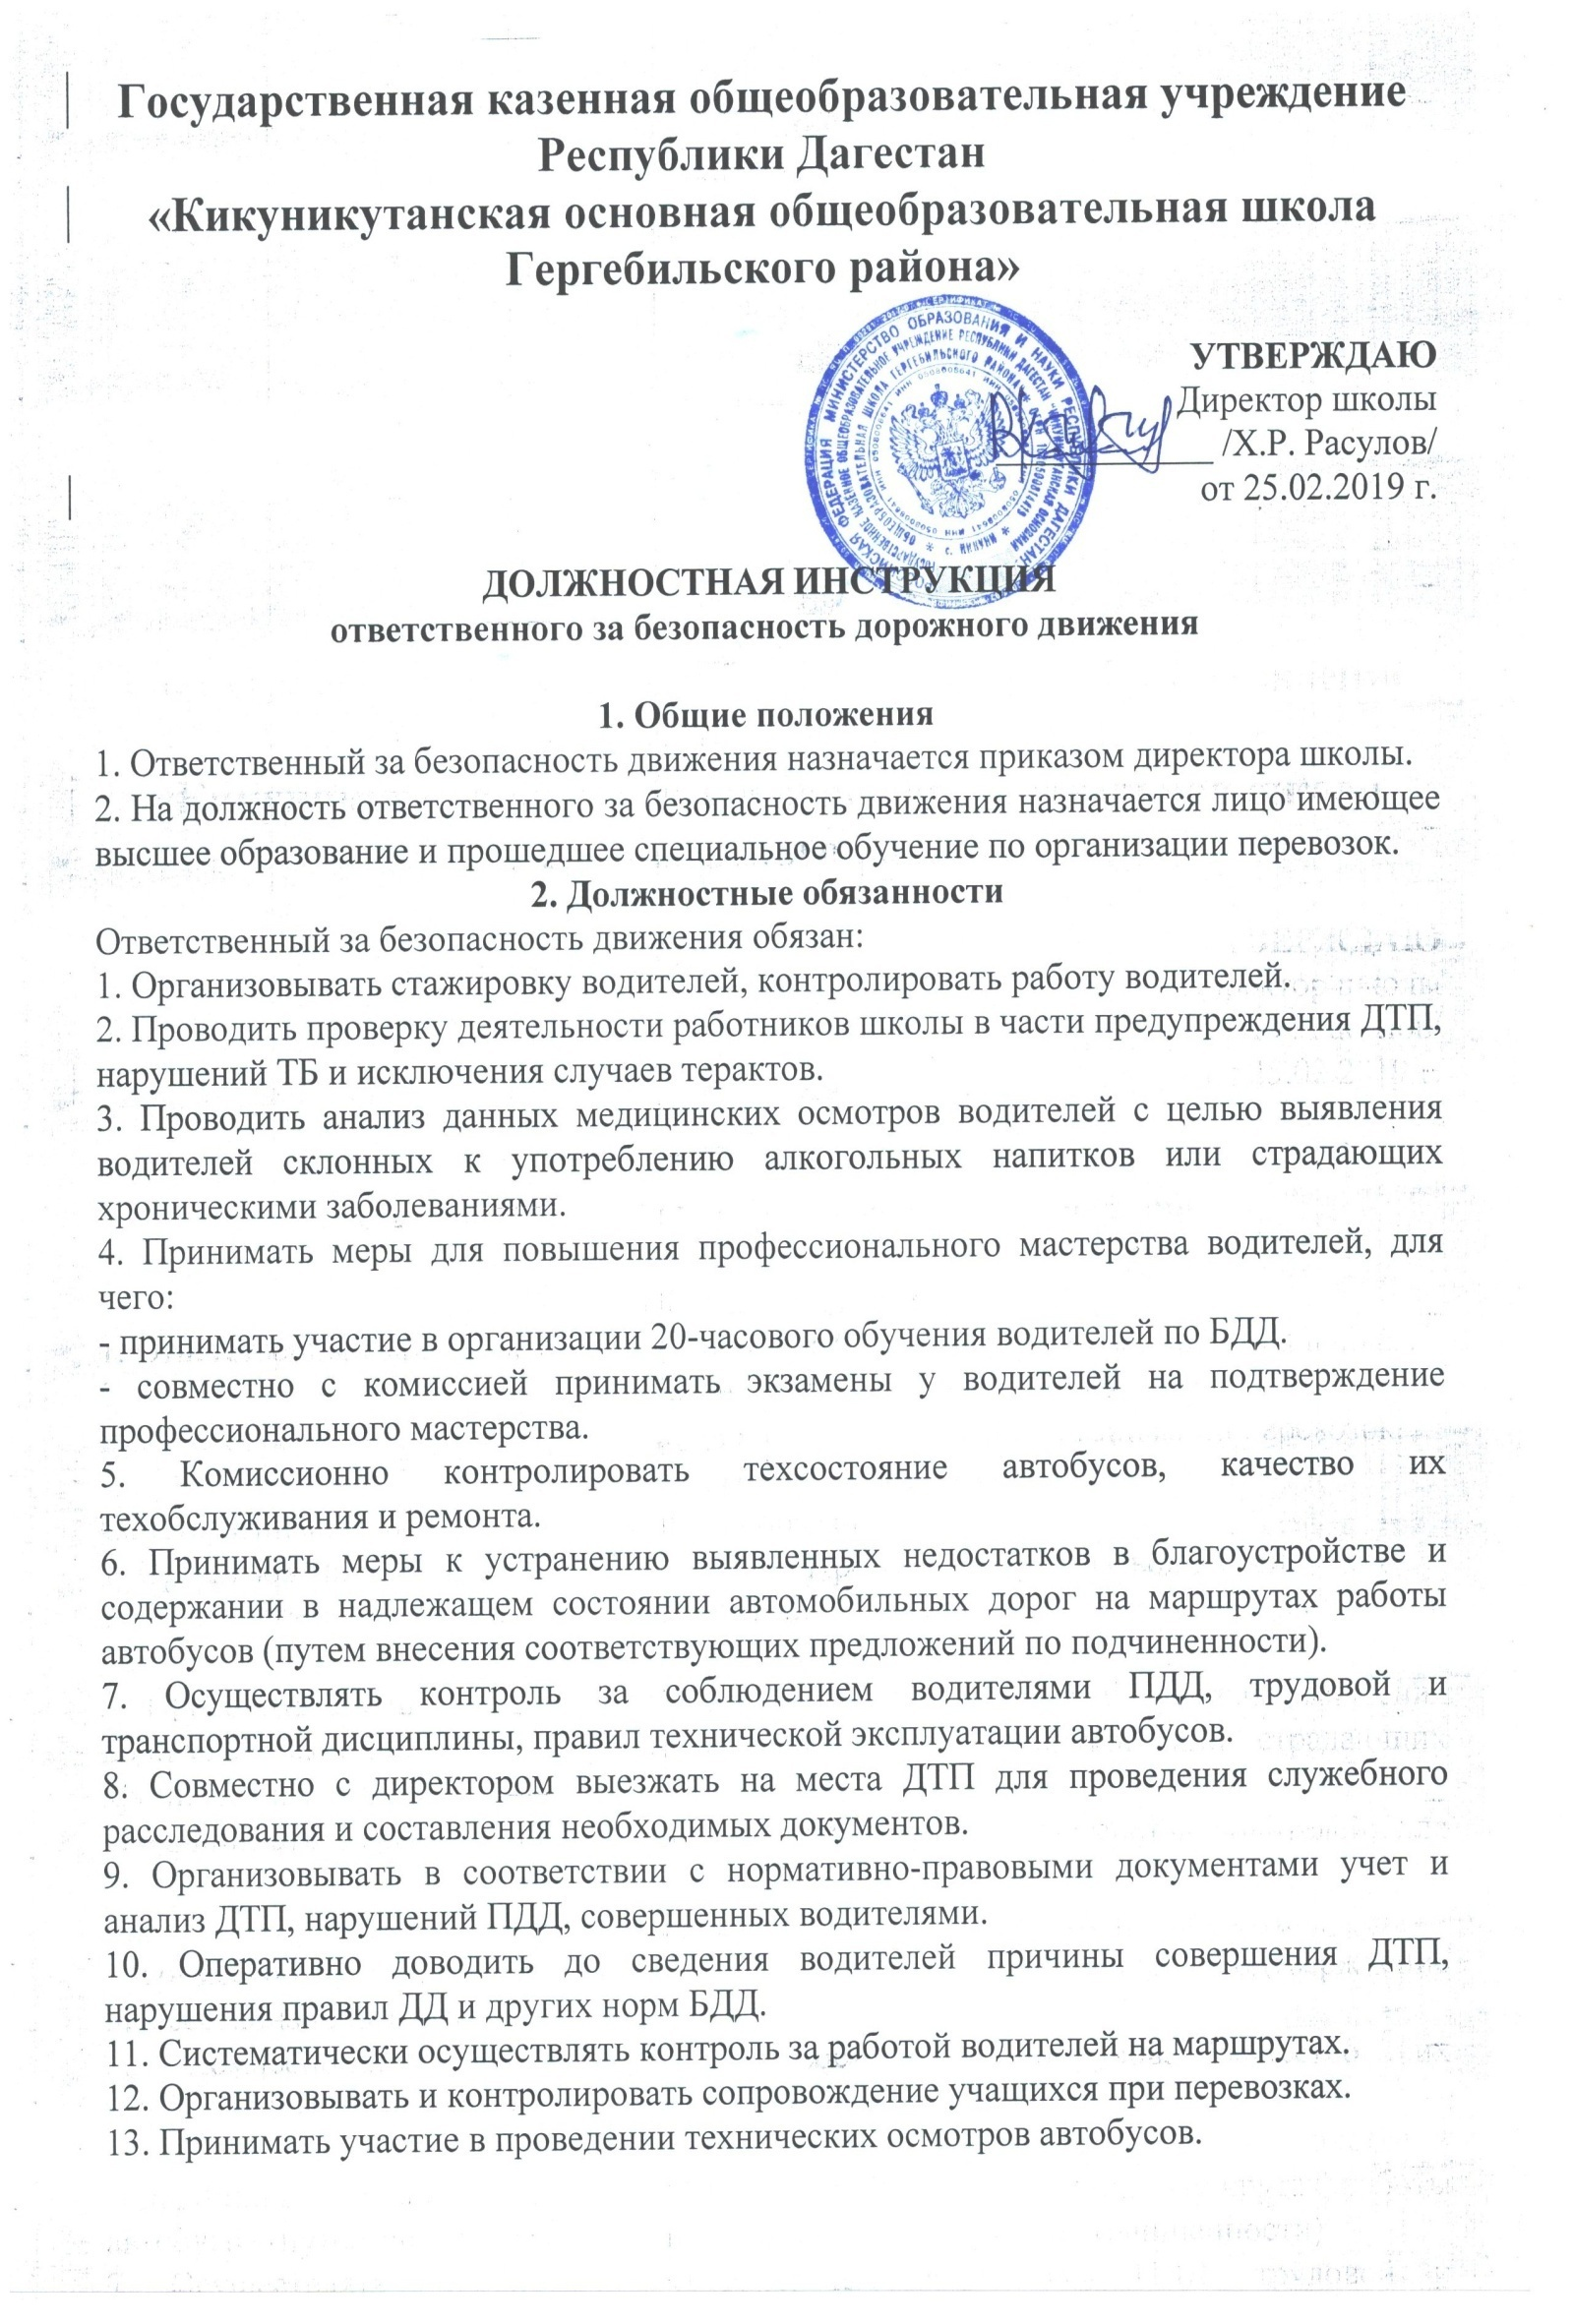 Государственная казенная общеобразовательная учреждение
Республики Дагестан
«Кикуникутанская основная общеобразовательная школа
Гергебильского района»
МИНИСТЕРСТВО ОБРАЗОВАНИЯ И НАУКИ РЕСПУБЛИКИ ДАГЕСТАН
УТВЕРЖДАЮ
Директор школы
/Х.Р. Расулов/
от 25.02.2019 г.
ДОЛЖНОСТНАЯ ИНСТРУКЦИЯ
ответственного за безопасность дорожного движения
1. Общие положения
1. Ответственный за безопасность движения назначается приказом директора школы.
2. На должность ответственного за безопасность движения назначается лицо имеющее
высшее образование и прошедшее специальное обучение по организации перевозок.
2. Должностные обязанности
Ответственный за безопасность движения обязан:
1. Организовывать стажировку водителей, контролировать работу водителей.
2. Проводить проверку деятельности работников школы в части предупреждения ДТП,
нарушений ТБ и исключения случаев терактов.
3. Проводить анализ данных медицинских осмотров водителей с целью выявления
водителей склонных к употреблению алкогольных напитков или страдающих
хроническими заболеваниями.
4. Принимать меры для повышения профессионального мастерства водителей, для
чего:
- принимать участие в организации 20-часового обучения водителей по БДД.
- совместно с комиссией принимать экзамены у водителей на подтверждение
профессионального мастерства.
5. Комиссионно контролировать техсостояние автобусов, качество их
техобслуживания и ремонта.
6. Принимать меры к устранению выявленных недостатков в благоустройстве и
содержании в надлежащем состоянии автомобильных дорог на маршрутах работы
автобусов (путем внесения соответствующих предложений по подчиненности).
7. Осуществлять контроль за соблюдением водителями ПДД, трудовой и
транспортной дисциплины, правил технической эксплуатации автобусов.
8. Совместно с директором выезжать на места ДТП для проведения служебного
расследования и составления необходимых документов.
9. Организовывать в соответствии с нормативно-правовыми документами учет и
анализ ДТП, нарушений ПДД, совершенных водителями.
10. Оперативно доводить до сведения водителей причины совершения ДТП,
нарушения правил ДД и других норм БДД.
11. Систематически осуществлять контроль за работой водителей на маршрутах.
12. Организовывать и контролировать сопровождение учащихся при перевозках.
13. Принимать участие в проведении технических осмотров автобусов.